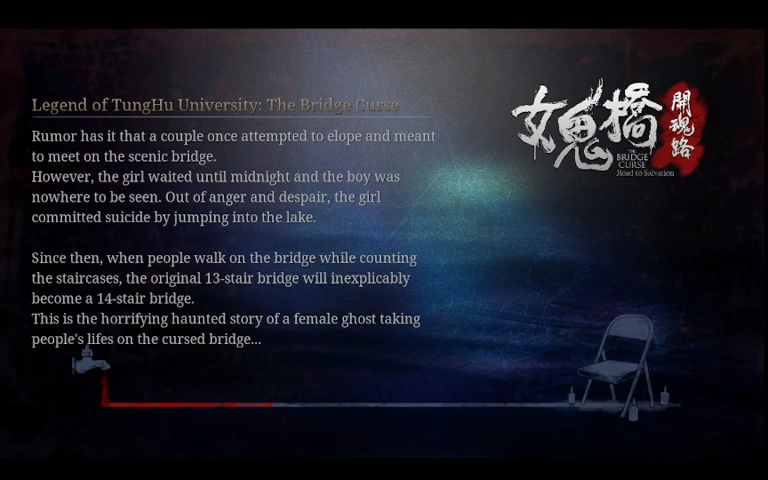 Legend of TungHu University: The Bridge Curse
Rumor has it that a couple once attempted to elope and meant
to meet on the scenic bridge.
However, the girl waited until midnight and the boy was
nowhere to be seen. Out of anger and despair, the girl
committed suicide by jumping into the lake.
Since then, when people walk on the bridge while counting
the staircases, the original 13-stair bridge will inexplicably
become a 14-stair bridge.
This is the horrifying haunted story of a female ghost taking
people's lifes on the cursed bridge...
女鬼橋
開魂路
THE
BRIDGE
CURSE
Road to Salvation